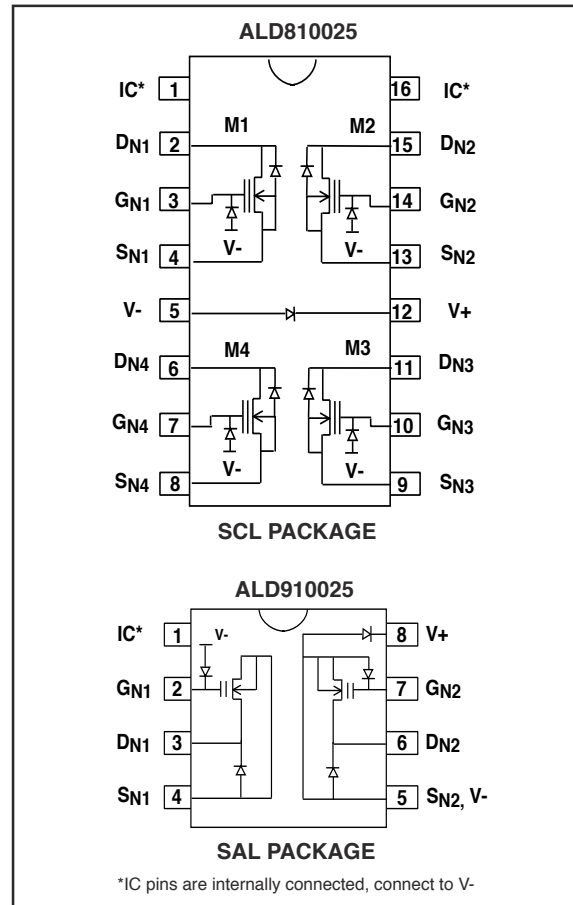 ALD810025
IC* 1 16 IC*
M1 M2
DN1 2 15 DN2
GN1 3 14 GN2
V- V-
SN1 4 13 SN2
V- 5 12 V+
M4 M3
DN4 6 11 DN3
GN4 7 10 GN3
V- V-
SN4 8 9 SN3
SCL PACKAGE
ALD910025
IC* 1 V- 8 V+
GN1 2 7 GN2
DN1 3 6 DN2
SN1 4 5 SN2, V-
SAL PACKAGE
*IC pins are internally connected, connect to V-